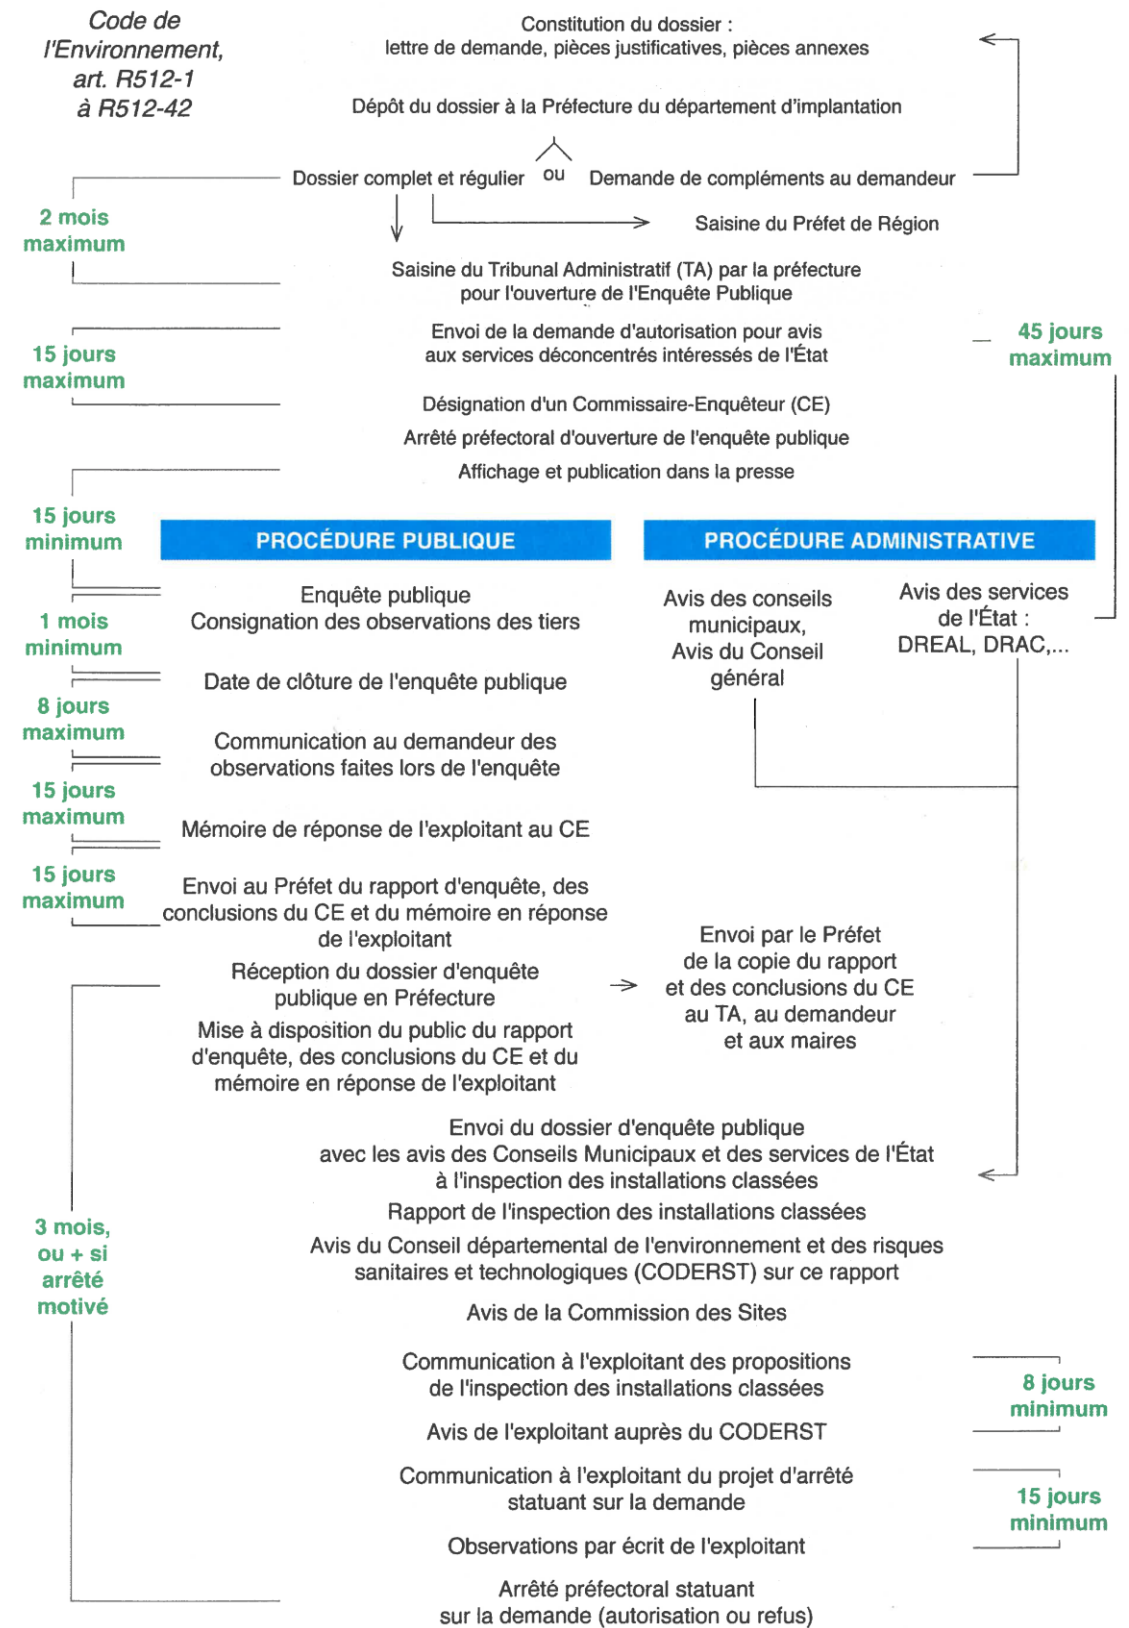 Code de
l'Environnement,
art. R512-1
à R512-42
Constitution du dossier :
lettre de demande, pièces justificatives, pièces annexes
Dépôt du dossier à la Préfecture du département d'implantation
Dossier complet et régulier ou Demande de compléments au demandeur
2 mois
maximum
Saisine du Préfet de Région
Saisine du Tribunal Administratif (TA) par la préfecture
pour l'ouverture de l'Enquête Publique
15 jours
maximum
Envoi de la demande d'autorisation pour avis
aux services déconcentrés intéressés de l'État
45 jours
maximum
Désignation d'un Commissaire-Enquêteur (CE)
Arrêté préfectoral d'ouverture de l'enquête publique
Affichage et publication dans la presse
15 jours
minimum
PROCÉDURE PUBLIQUE
Enquête publique
Consignation des observations des tiers
1 mois
minimum
Date de clôture de l'enquête publique
8 jours
maximum
Communication au demandeur des
observations faites lors de l'enquête
15 jours
maximum
Mémoire de réponse de l'exploitant au CE
15 jours
maximum
Envoi au Préfet du rapport d'enquête, des
conclusions du CE et du mémoire en réponse
de l'exploitant
Réception du dossier d'enquête
publique en Préfecture
Mise à disposition du public du rapport
d'enquête, des conclusions du CE et du
mémoire en réponse de l'exploitant
PROCÉDURE ADMINISTRATIVE
Avis des conseils
municipaux,
Avis du Conseil
général
Avis des services
de l'État :
DREAL, DRAC,...
Envoi par le Préfet
de la copie du rapport
et des conclusions du CE
au TA, au demandeur
et aux maires
Envoi du dossier d'enquête publique
avec les avis des Conseils Municipaux et des services de l'État
à l'inspection des installations classées
Rapport de l'inspection des installations classées
3 mois,
ou + si
arrêté
motivé
Avis du Conseil départemental de l'environnement et des risques
sanitaires et technologiques (CODERST) sur ce rapport
Avis de la Commission des Sites
Communication à l'exploitant des propositions
de l'inspection des installations classées
8 jours
minimum
Avis de l'exploitant auprès du CODERST
Communication à l'exploitant du projet d'arrêté
statuant sur la demande
15 jours
minimum
Observations par écrit de l'exploitant
Arrêté préfectoral statuant
sur la demande (autorisation ou refus)